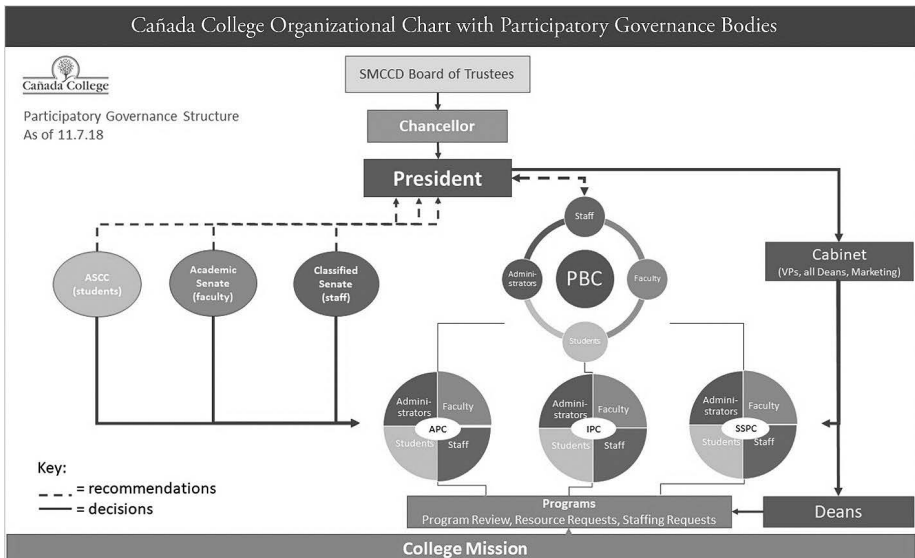 Cañada College Organizational Chart with Participatory Governance Bodies
Cañada College
Participatory Governance Structure
As of 11.7.18
SMCCD Board of Trustees
Chancellor
President
Staff
Adminis-
trators
PBC
Faculty
Students
Cabinet
(VPs, all Deans, Marketing)
ASCC
(students)
Academic
Senate
(faculty)
Classified
Senate
(staff)
Admini-
strators
Faculty
APC
Students
Staff
Admini-
strators
Faculty
IPC
Students
Staff
Admini-
strators
Faculty
SSPC
Students
Staff
Key:
= recommendations
= decisions
Programs
Program Review, Resource Requests, Staffing Requests
Deans
College Mission